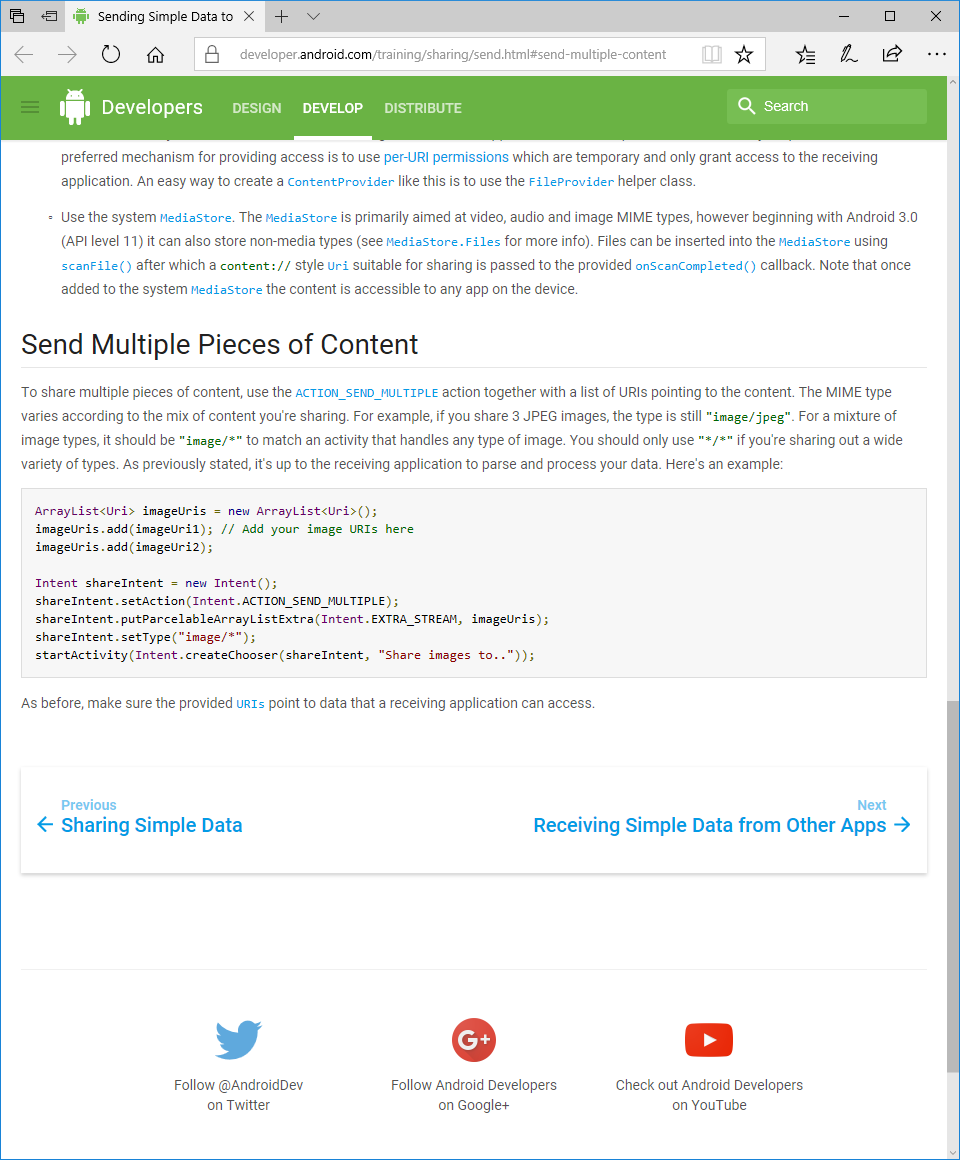 Sending Simple Data to
developer.android.com/training/sharing/send.html#send-multiple-content
Developers DESIGN DEVELOP DISTRIBUTE Search
preferred mechanism for providing access is to use per-URI permissions which are temporary and only grant access to the receiving
application. An easy way to create a ContentProvider like this is to use the FileProvider helper class.
Use the system MediaStore. The MediaStore is primarily aimed at video, audio and image MIME types, however beginning with Android 3.0
(API level 11) it can also store non-media types (see MediaStore.Files for more info). Files can be inserted into the MediaStore using
scanFile() after which a content:// style Uri suitable for sharing is passed to the provided onScanCompleted() callback. Note that once
added to the system MediaStore the content is accessible to any app on the device.
Send Multiple Pieces of Content
To share multiple pieces of content, use the ACTION_SEND_MULTIPLE action together with a list of URIs pointing to the content. The MIME type
varies according to the mix of content you're sharing. For example, if you share 3 JPEG images, the type is still "image/jpeg". For a mixture of
image types, it should be "image/*" to match an activity that handles any type of image. You should only use "*/*" if you're sharing out a wide
variety of types. As previously stated, it's up to the receiving application to parse and process your data. Here's an example:
ArrayList<Uri> imageUris = new ArrayList<Uri>();
imageUris.add(imageUri1); // Add your image URIs here
imageUris.add(imageUri2);
Intent shareIntent = new Intent();
shareIntent.setAction(Intent.ACTION_SEND_MULTIPLE);
shareIntent.putParcelableArrayListExtra(Intent.EXTRA_STREAM, imageUris);
shareIntent.setType("image/*");
startActivity(Intent.createChooser(shareIntent, "Share images to.."));
As before, make sure the provided URIs point to data that a receiving application can access.
Previous
Sharing Simple Data
Next
Receiving Simple Data from Other Apps
Follow @AndroidDev
on Twitter
G+
Follow Android Developers
on Google+
Check out Android Developers
on YouTube